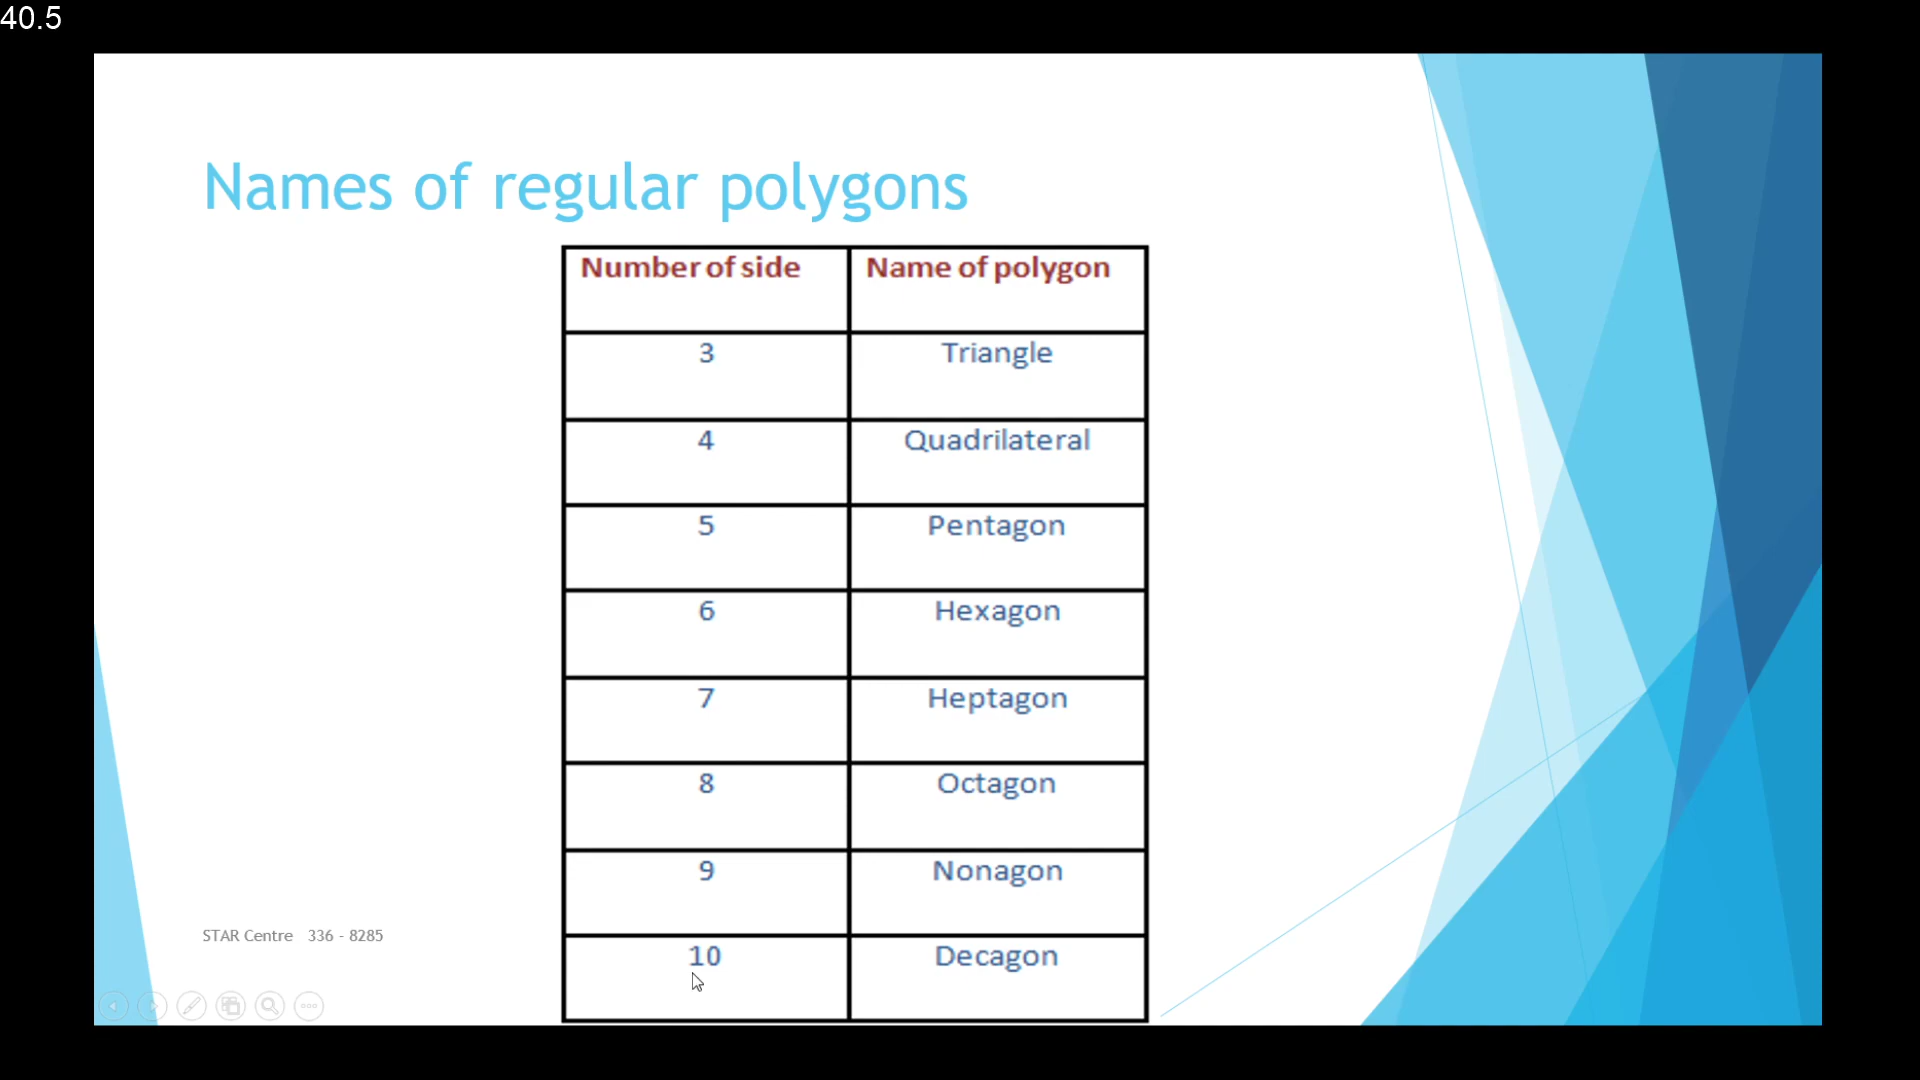 40.5
Names of regular polygons
Number of side Name of polygon
3 Triangle
4 Quadrilateral
5 Pentagon
6 Hexagon
7 Heptagon
8 Octagon
9 Nonagon
10 Decagon
STAR Centre 336 - 8285